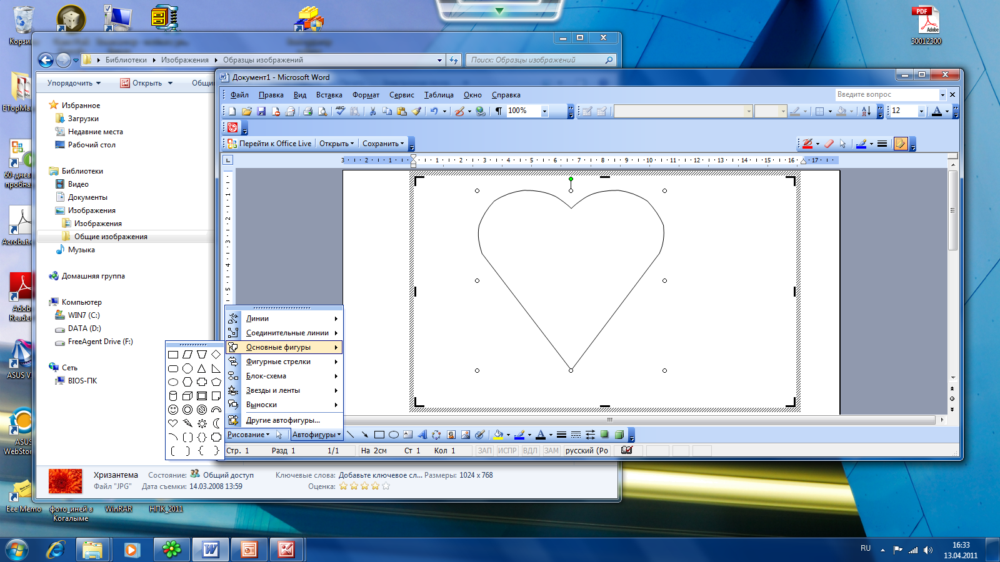 Корзи
PDF
Adobe
30012300
Библиотеки
Изображения
Образцы изображений
Поиск: Образцы изображений
Упорядочить
Открыть
Общи
Избранное
Загрузки
Недавние места
Рабочий стол
Библиотеки
Видео
Документы
Изображения
Изображения
Общие изображения
Музыка
Домашняя группа
Компьютер
WIN7 (C:)
DATA (D:)
FreeAgent Drive (F:)
Сеть
BIOS-ПК
ETopMa
60-днев
пробна
Acrobat.
Adob
Reader
ASUS V
ASUS
WebStor
Eee Memo
фото_иней в
Когалыме
WinRAR
НПК_2011
Документ1 - Microsoft Word
Файл Правка Вид Вставка Формат Сервис Таблица Окно Справка
Введите вопрос
100%
12
Перейти к Office Live Открыть Сохранить
3 2 1 1 2 3 4 5 6 7 8 9 10 11 12 13 14 15 16 17
1
2
3
4
5
Линии
Соединительные линии
Основные фигуры
Фигурные стрелки
Блок-схема
Звезды и ленты
Выноски
Другие автофигуры...
Рисование Автофигуры
Стр. 1 Разд 1 1/1 На 2см Ст 1 Кол 1 ЗАП ИСПР ВДЛ ЗАМ русский (Ро
Хризантема Состояние: Общий доступ Ключевые слова: Добавьте ключевое сл... Размеры: 1024 x 768
Файл "JPG" Дата съемки: 14.03.2008 13:59 Оценка:
RU
16:33
13.04.2011